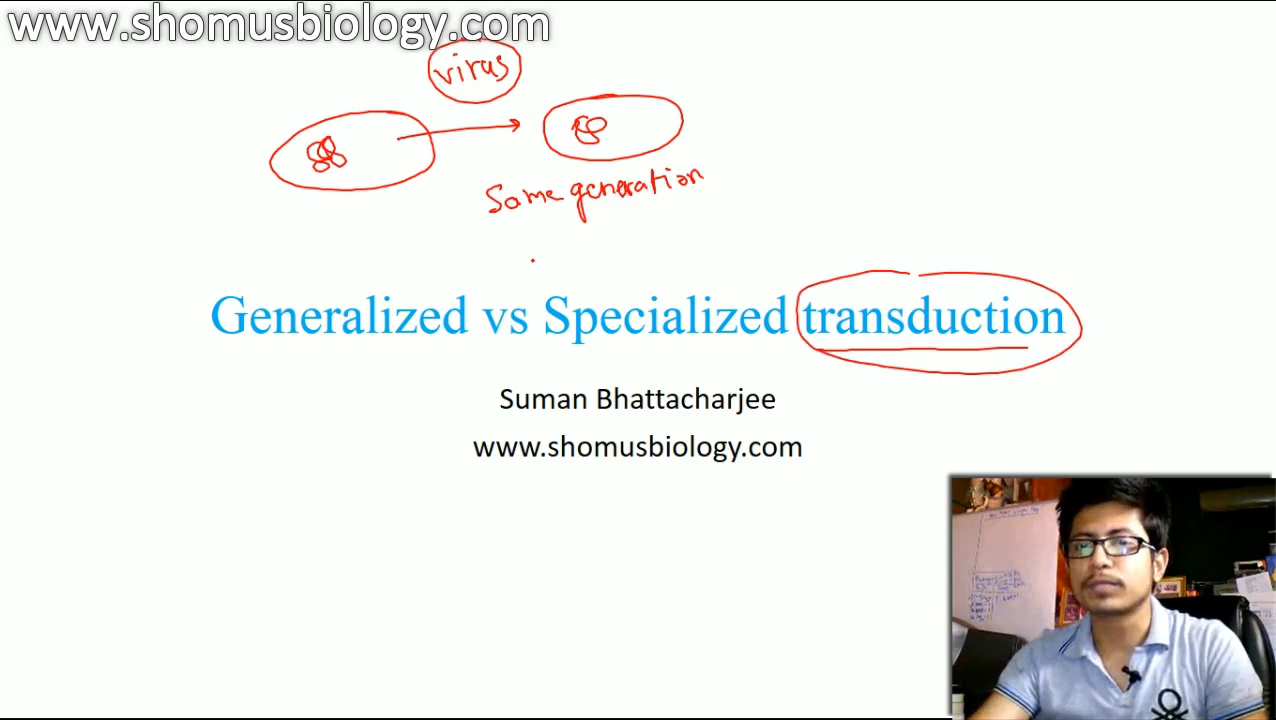 www.shomusbiology.com
virus
Same generation
Generalized vs Specialized transduction
Suman Bhattacharjee
www.shomusbiology.com